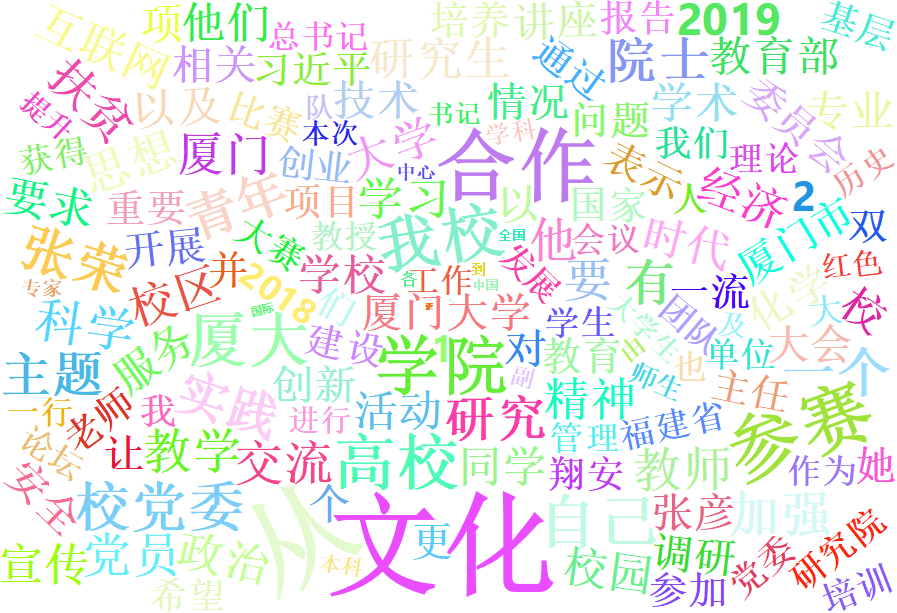 互联网
项
他们
总书记
培养
讲座
报告
2019
基层
相关
习近平
研究生
通过
院士
教育部
扶贫
提升
以及
比赛
队
技术
书记
情况
学术
委员会
专业
获得
思想
厦门
本次
大学
学科
问题
我们
创业
中心
合作
表示
理论
历史
要求
重要
青年
项目
学习
以
国家
人
经济
2
厦门市
双
张荣
开展
大赛
教授
我校
全国
他
会议
时代
红色
专家
校区
并
2018
们
学校
各
工作
到
中国
发展
要
有
一流
化学
校
科学
国际
厦门大学
学生
大学生
团队
及
大
服务
厦大
建设
学院
1
对
教育
三
单位
大会
一个
主题
实践
创新
副
师生
也
主任
一行
老师
我
进行
活动
研究
精神
管理
福建省
参赛
论坛
让
教学
交流
高校
同学
翔安
教师
作为
她
安全
校党委
从
个
文化
更
自己
张彦
加强
宣传
党员
政治
本科
校园
调研
党委
研究院
希望
参加
培训